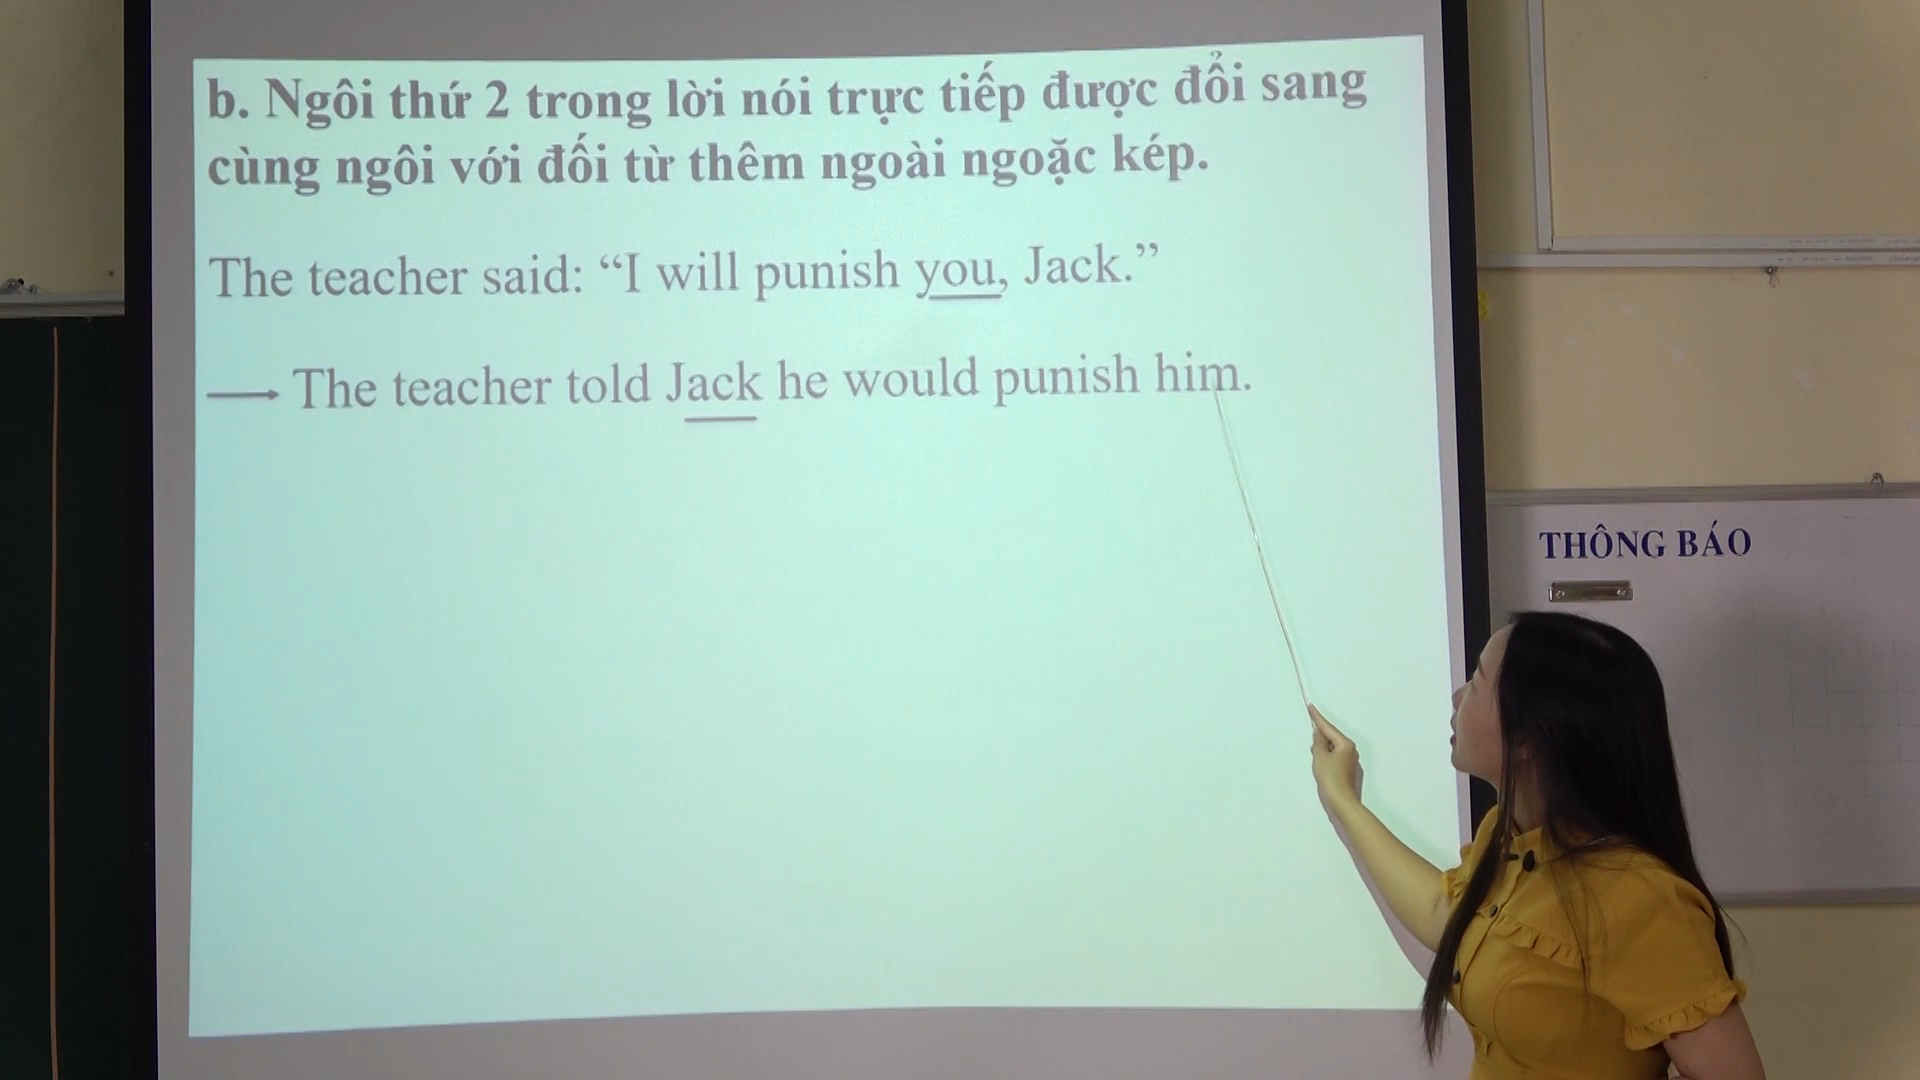 b. Ngôi thứ 2 trong lời nói trực tiếp được đổi sang
cùng ngôi với đối từ thêm ngoài ngoặc kép.
The teacher said: “I will punish you, Jack.”
The teacher told Jack he would punish him.
THÔNG BÁO